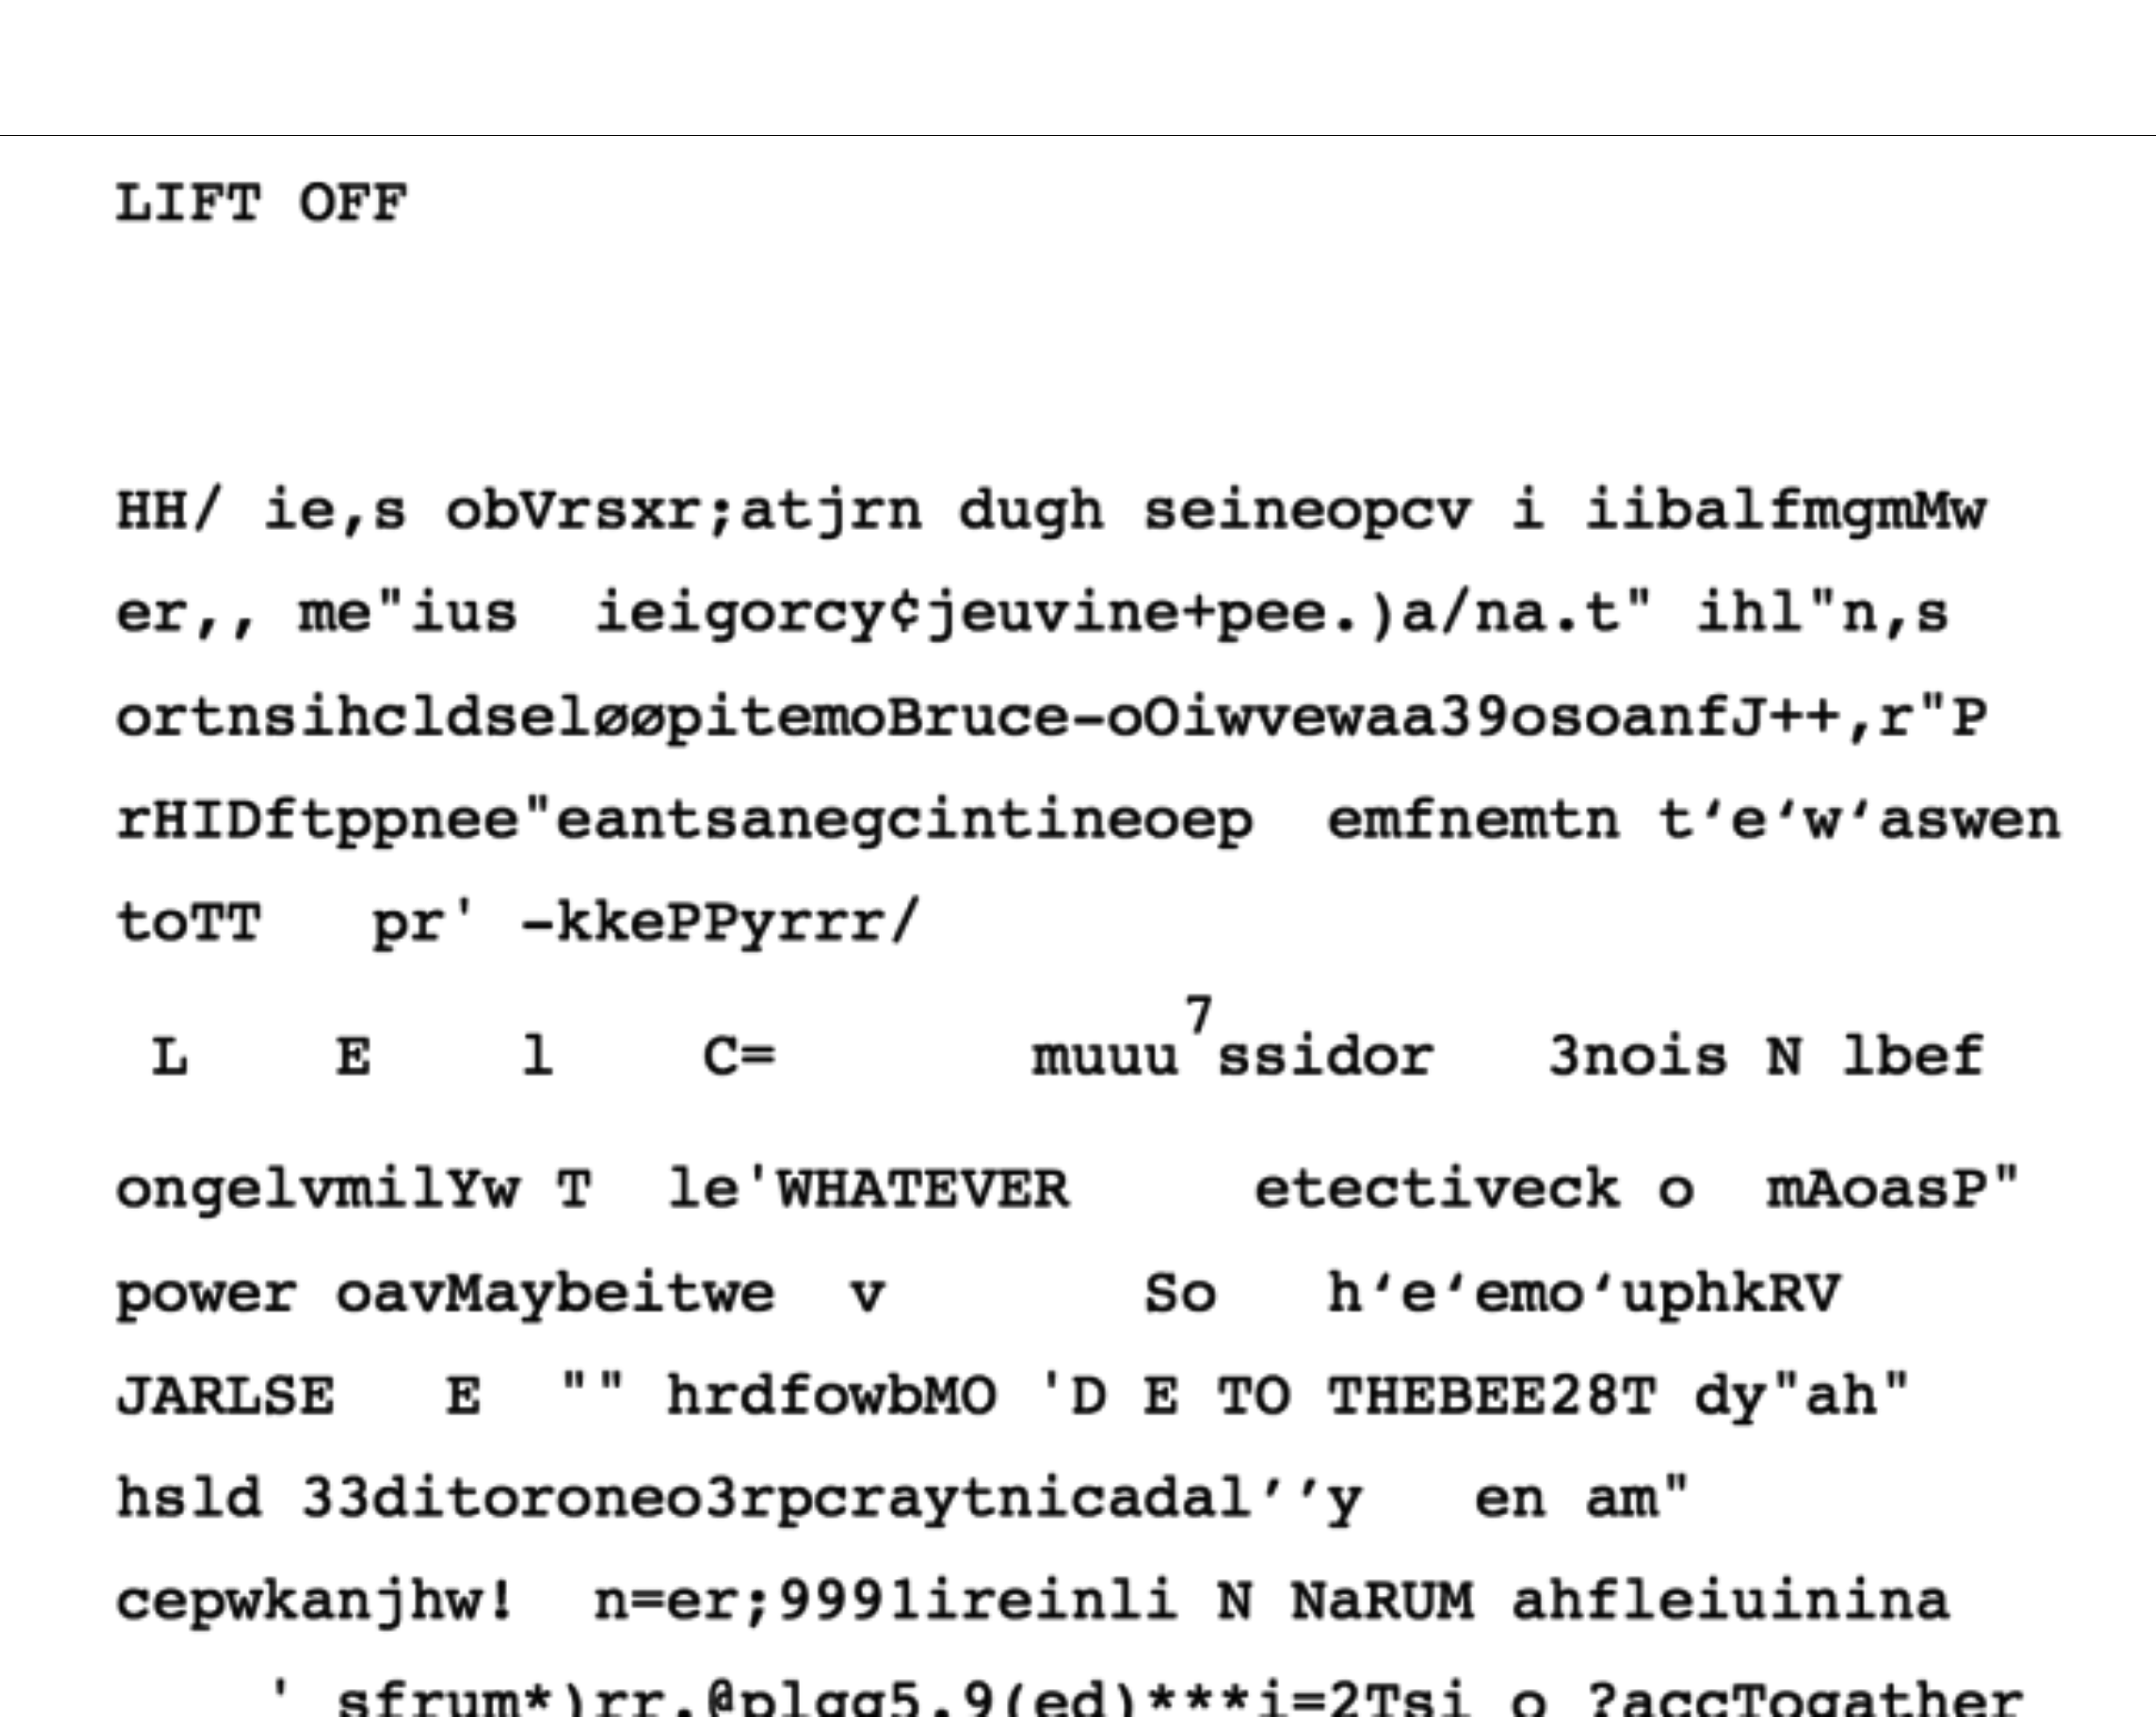 LIFT OFF
HH/ ie,s obVrsxr;atjrn dugh seineopcv i iibalfmgmMw
er,, me"ius  ieigorcy¢jeuvine+pee.)a/na.t" ihl"n,s
ortnsihcldseløøpitemoBruce-oOiwvewaa39osoanfJ++,r"P
rHIDftppnee"eantsanegcintineoep  emfnemtn t‘e‘w‘aswen
toTT   pr' -kkePPyrrr/
 L    E    l    C=       muuu⁷ssidor   3nois N lbef
ongelvmilYw T  le'WHATEVER     etectiveck o  mAoasP"
power oavMaybeitwe  v       So   h‘e‘emo‘uphkRV
JARLSE   E  "" hrdfowbMO 'D E TO THEBEE28T dy"ah"
hsld 33ditoroneo3rpcraytnicadal’’y   en am"
cepwkanjhw!  n=er;9991ireinli N NaRUM ahfleiuinina
    ' sfrum*)rr.@plgg5.9(ed)***i=2Tsi o ?accTogather